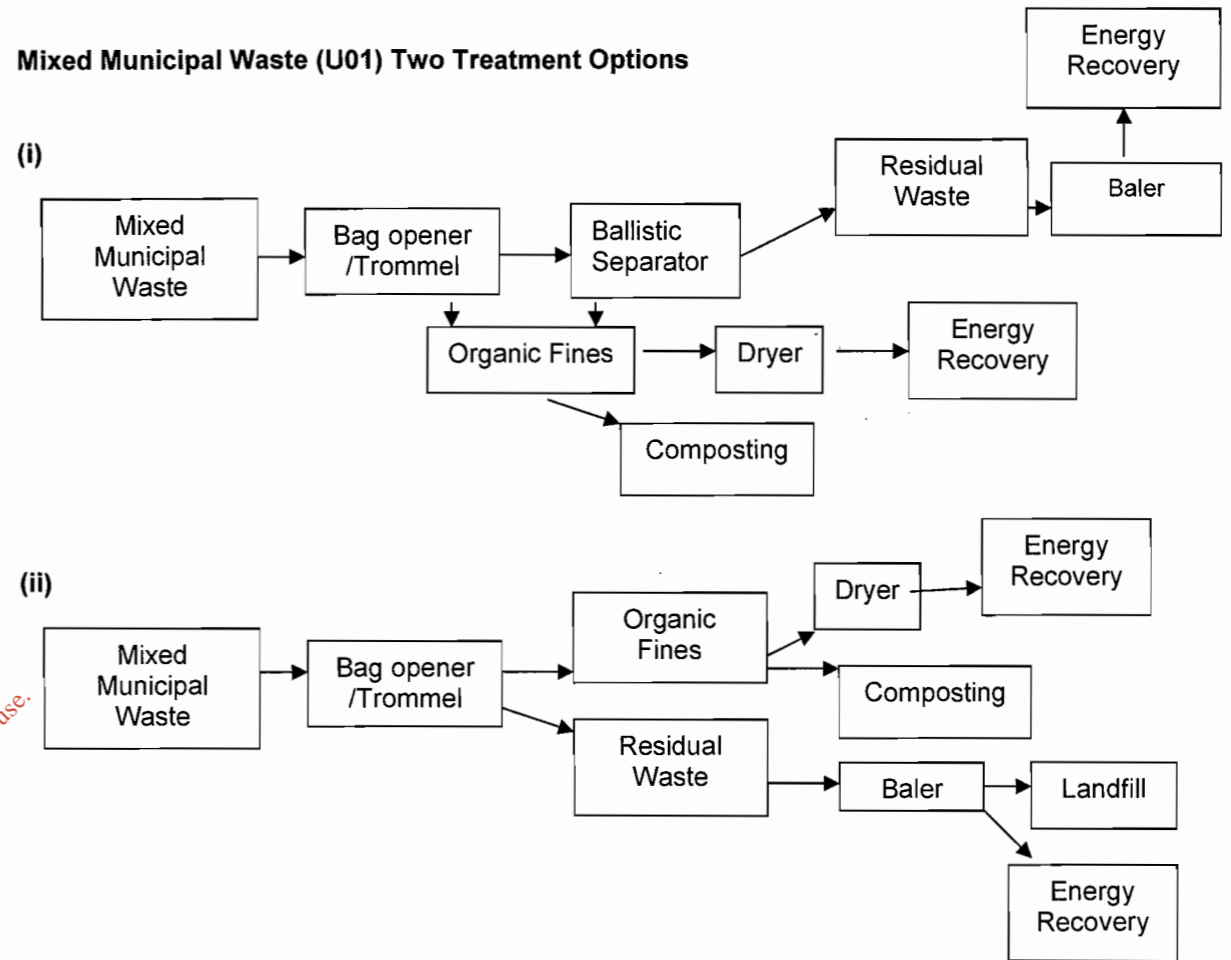 Mixed Municipal Waste (U01) Two Treatment Options
Energy
Recovery
(i)
Residual
Waste
Baler
Mixed
Municipal
Waste
Bag opener
/Trommel
Ballistic
Separator
Organic Fines
Dryer
Energy
Recovery
Composting
(ii)
Energy
Recovery
Dryer
Organic
Fines
Mixed
Municipal
Waste
Bag opener
/Trommel
Composting
use.
Residual
Waste
Baler
Landfill
Energy
Recovery